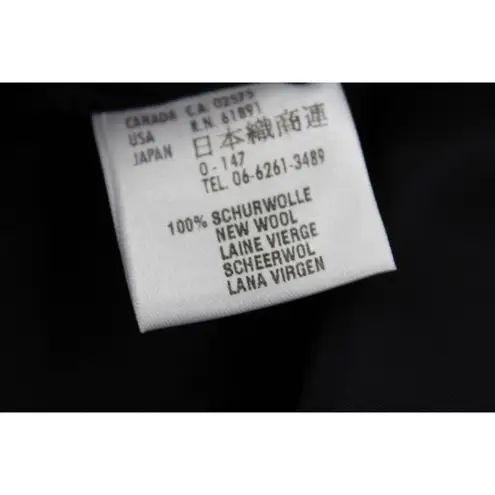 CANADA C.A. 02575
USA R.N. 61891
JAPAN 日本織商連
0-147
TEL. 06-6261-3489
100% SCHURWOLLE
NEW WOOL
LAINE VIERGE
SCHEERWOL
LANA VIRGEN